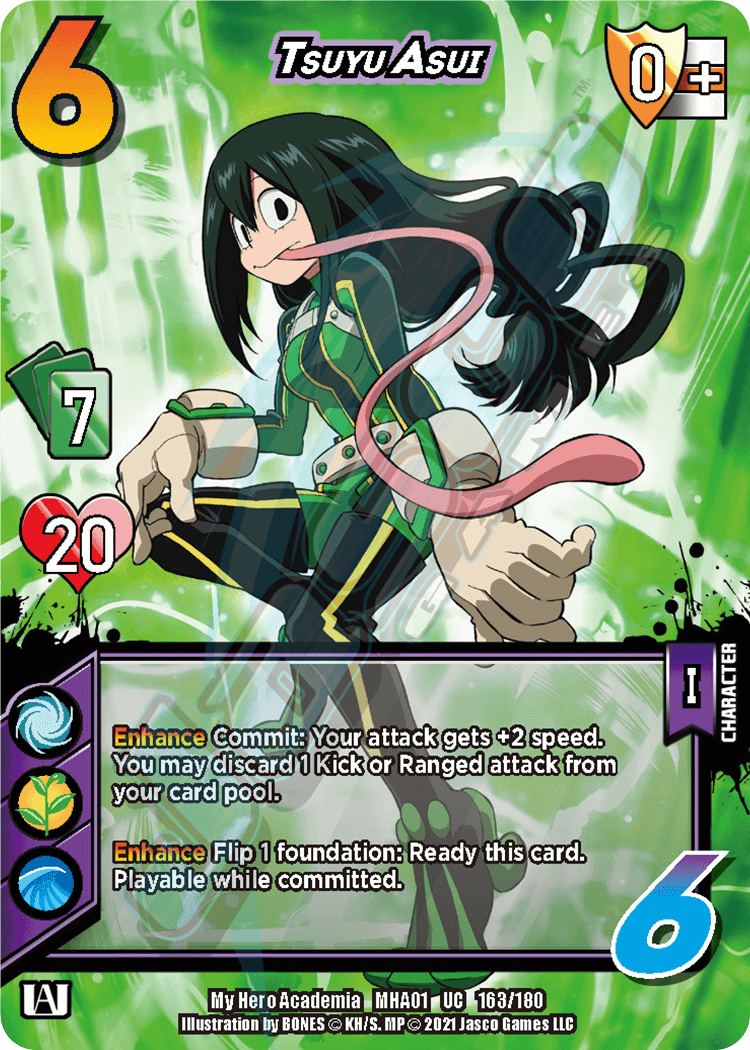 6
TSUYU ASUI
0 +
™
7
20
I
CHARACTER
Enhance Commit: Your attack gets +2 speed.
You may discard 1 Kick or Ranged attack from
your card pool.
Enhance Flip 1 foundation: Ready this card.
Playable while committed.
6
UA
My Hero Academia MHA01 UC 163/180
Illustration by BONES © KH/S. MP © 2021 Jasco Games LLC